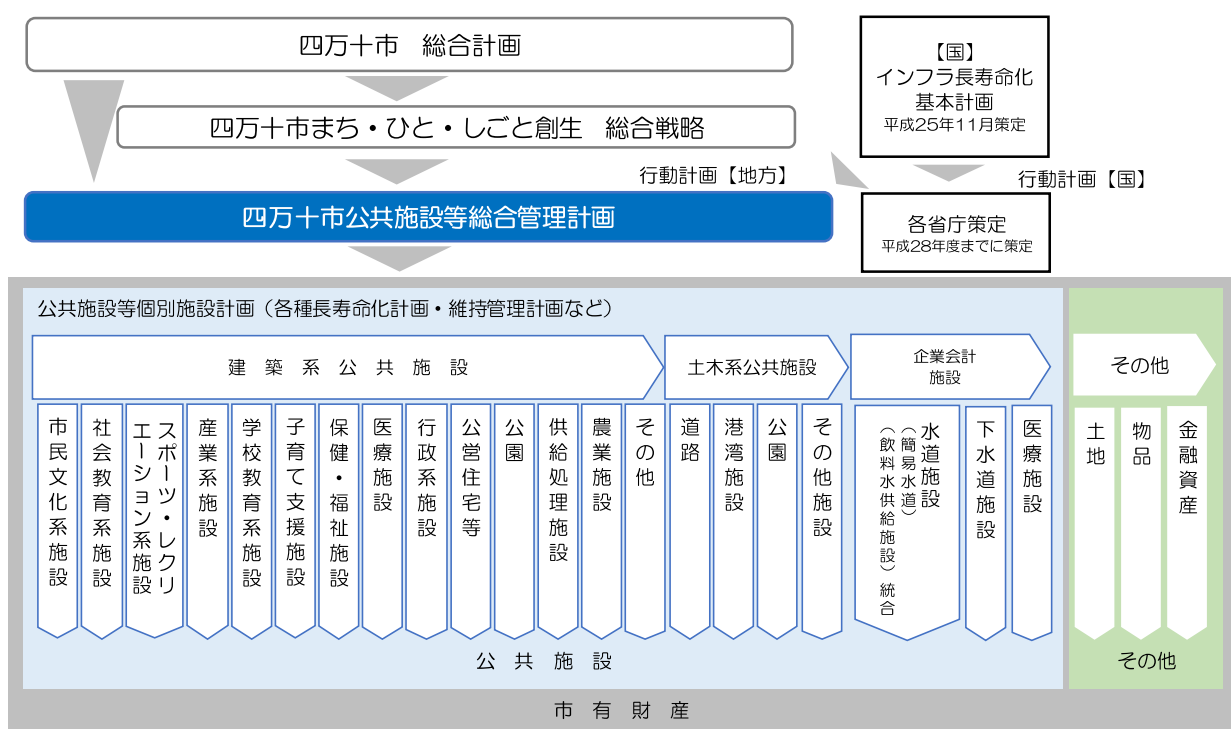 四万十市　総合計画
四万十市まち・ひと・しごと創生　総合戦略
行動計画【地方】
四万十市公共施設等総合管理計画
【国】
インフラ長寿命化
基本計画
平成25年11月策定
行動計画【国】
各省庁策定
平成28年度までに策定
公共施設等個別施設計画（各種長寿命化計画・維持管理計画など）
建築系公共施設
土木系公共施設
企業会計
施設
その他
市民文化系施設
社会教育系施設
スポーツ・レクリ
エーション系施設
産業系施設
学校教育系施設
子育て支援施設
保健・福祉施設
医療施設
行政系施設
公営住宅等
公園
供給処理施設
農業施設
その他
道路
港湾施設
公園
その他施設
水道施設
（簡易水道）
（飲料水供給施設）統合
下水道施設
医療施設
土地
物品
金融資産
公共施設
その他
市有財産